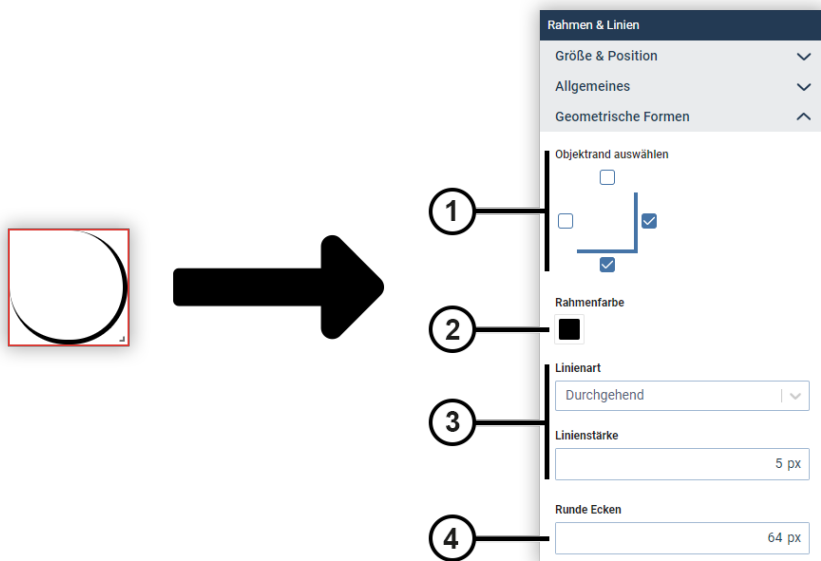 Rahmen & Linien
Größe & Position
Allgemeines
Geometrische Formen
Objektrand auswählen
1
Rahmenfarbe
2
Linienart
Durchgehend
3
Linienstärke
5 px
Runde Ecken
4
64 px